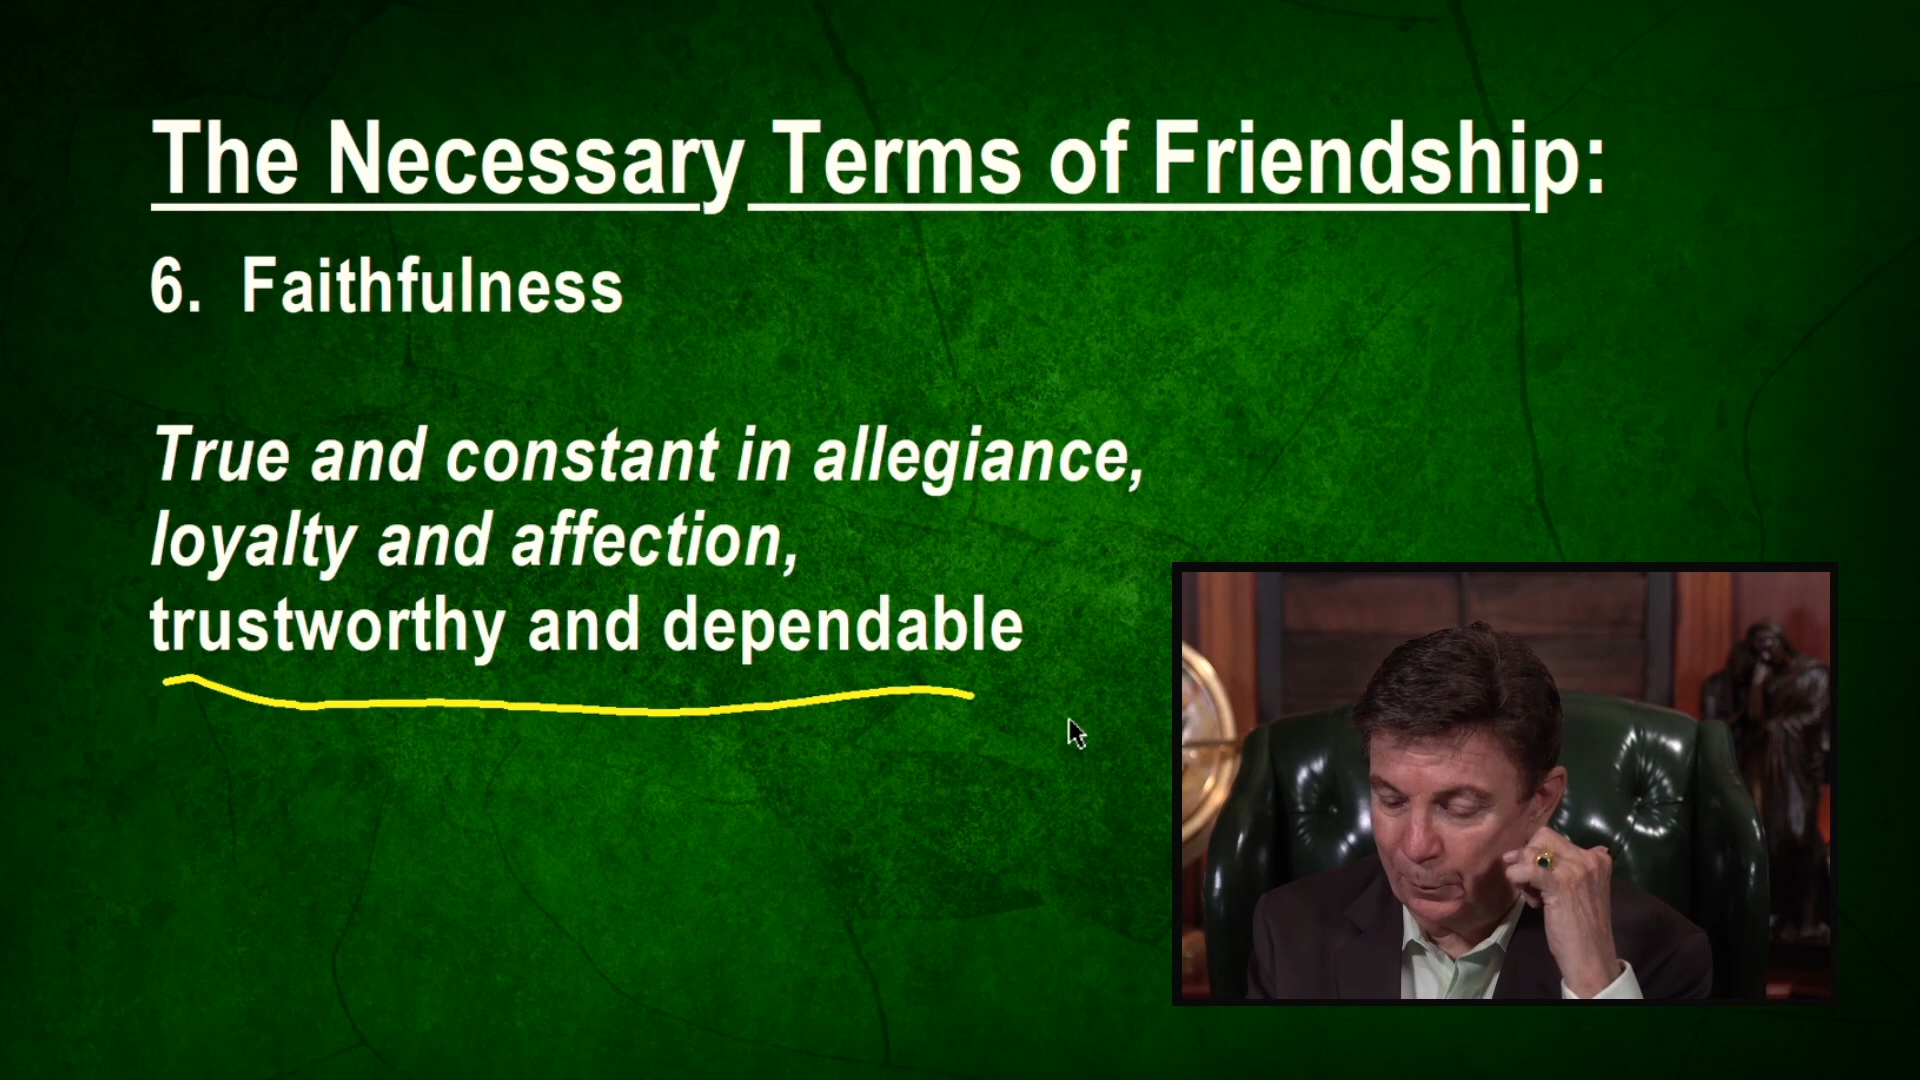 The Necessary Terms of Friendship:
6. Faithfulness
True and constant in allegiance,
loyalty and affection,
trustworthy and dependable